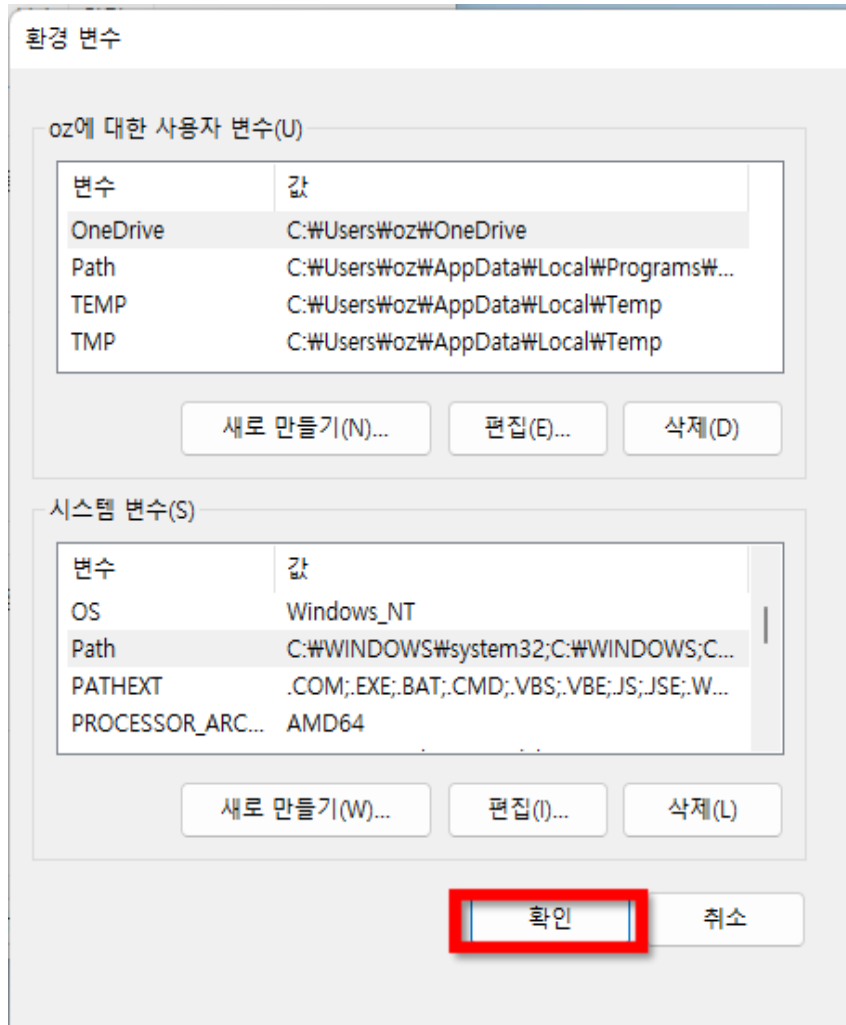 환경 변수
oz에 대한 사용자 변수(U)
변수 값
OneDrive C:₩Users₩oz₩OneDrive
Path C:₩Users₩oz₩AppData₩Local₩Programs₩...
TEMP C:₩Users₩oz₩AppData₩Local₩Temp
TMP C:₩Users₩oz₩AppData₩Local₩Temp
새로 만들기(N)... 편집(E)... 삭제(D)
시스템 변수(S)
변수 값
OS Windows_NT
Path C:₩WINDOWS₩system32;C:₩WINDOWS;C...
PATHEXT .COM;.EXE;.BAT;.CMD;.VBS;.VBE;.JS;.JSE;.W...
PROCESSOR_ARC... AMD64
새로 만들기(W)... 편집(I)... 삭제(L)
확인 취소